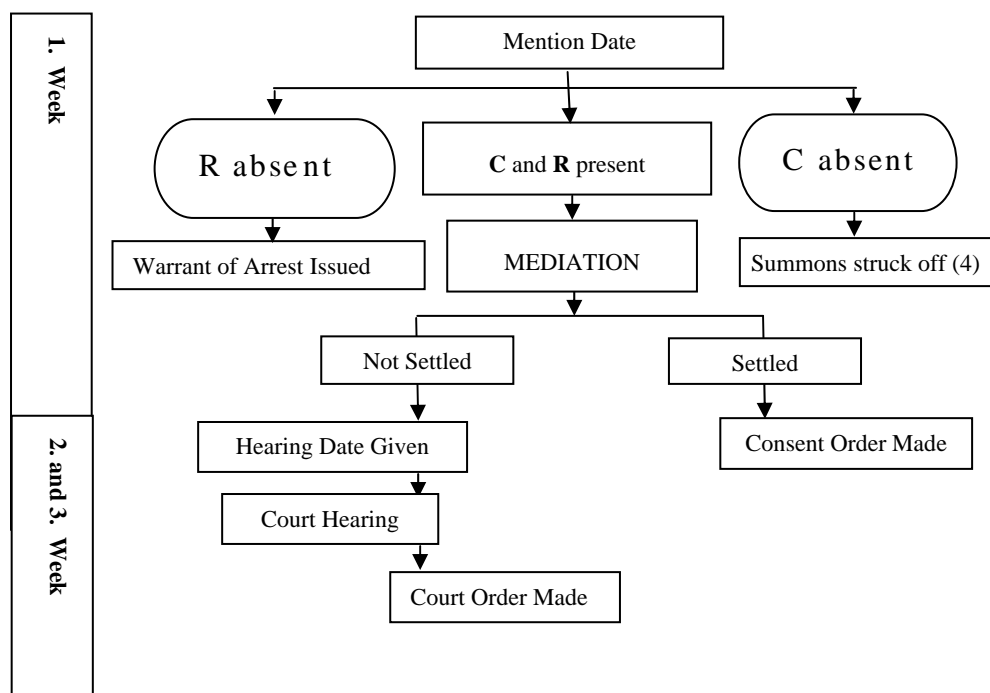 1. Week
Mention Date
R absent
C and R present
C absent
Warrant of Arrest Issued
MEDIATION
Summons struck off (4)
Not Settled
Settled
2. and 3. Week
Hearing Date Given
Consent Order Made
Court Hearing
Court Order Made